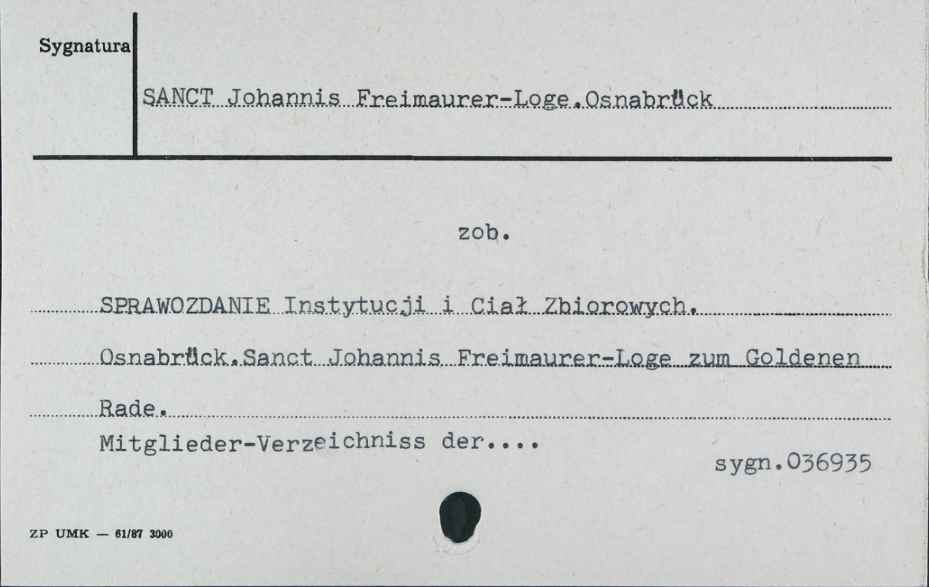 Sygnatura
SANCT Johannis Freimaurer-Loge.Osnabrück
zob.
SPRAWOZDANIE Instytucji i Ciał Zbiorowych.
Osnabrück.Sanct Johannis Freimaurer-Loge zum Goldenen
Rade.
Mitglieder-Verzeichniss der....
sygn.036935
ZP UMK — 61/87 3000